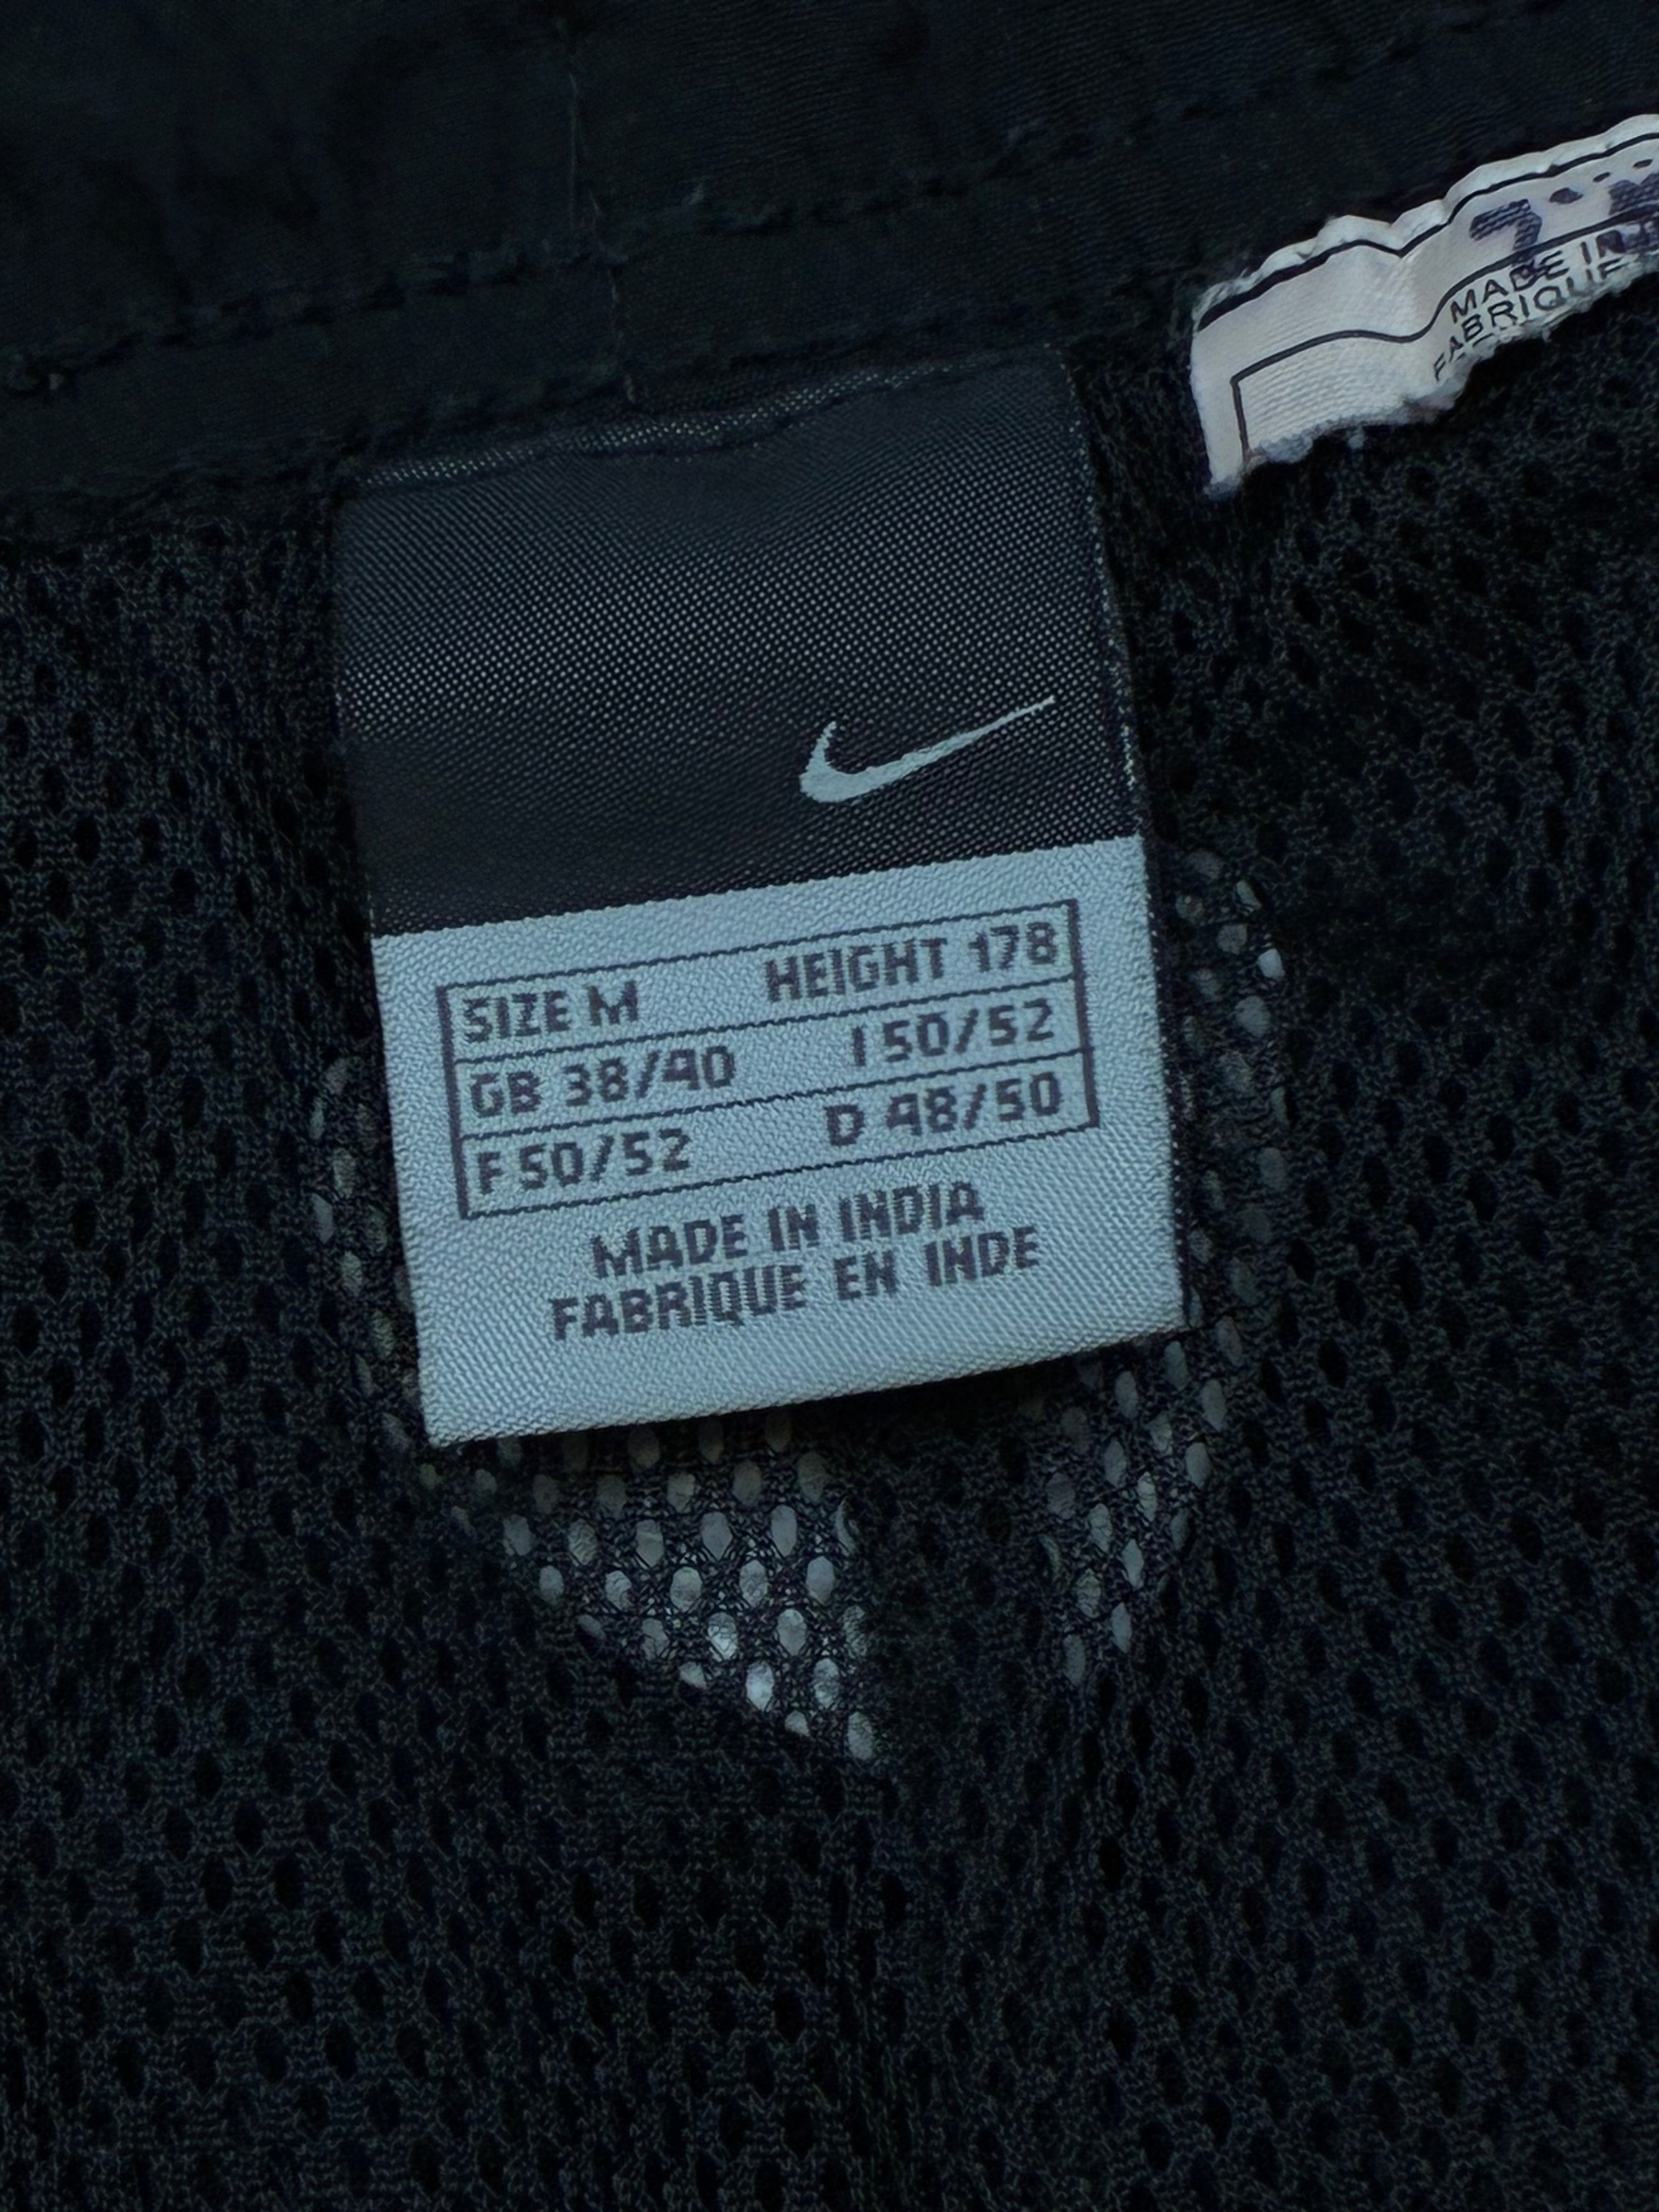 SIZE M HEIGHT 178
GB 38/40 I 50/52
F 50/52 D 48/50
MADE IN INDIA
FABRIQUE EN INDE
MADE IN
FABRIQUE